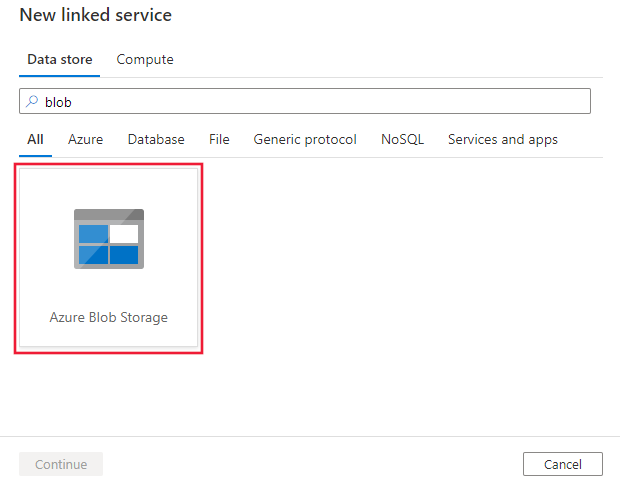 New linked service
Data store Compute
blob
All Azure Database File Generic protocol NoSQL Services and apps
Azure Blob Storage
Continue Cancel